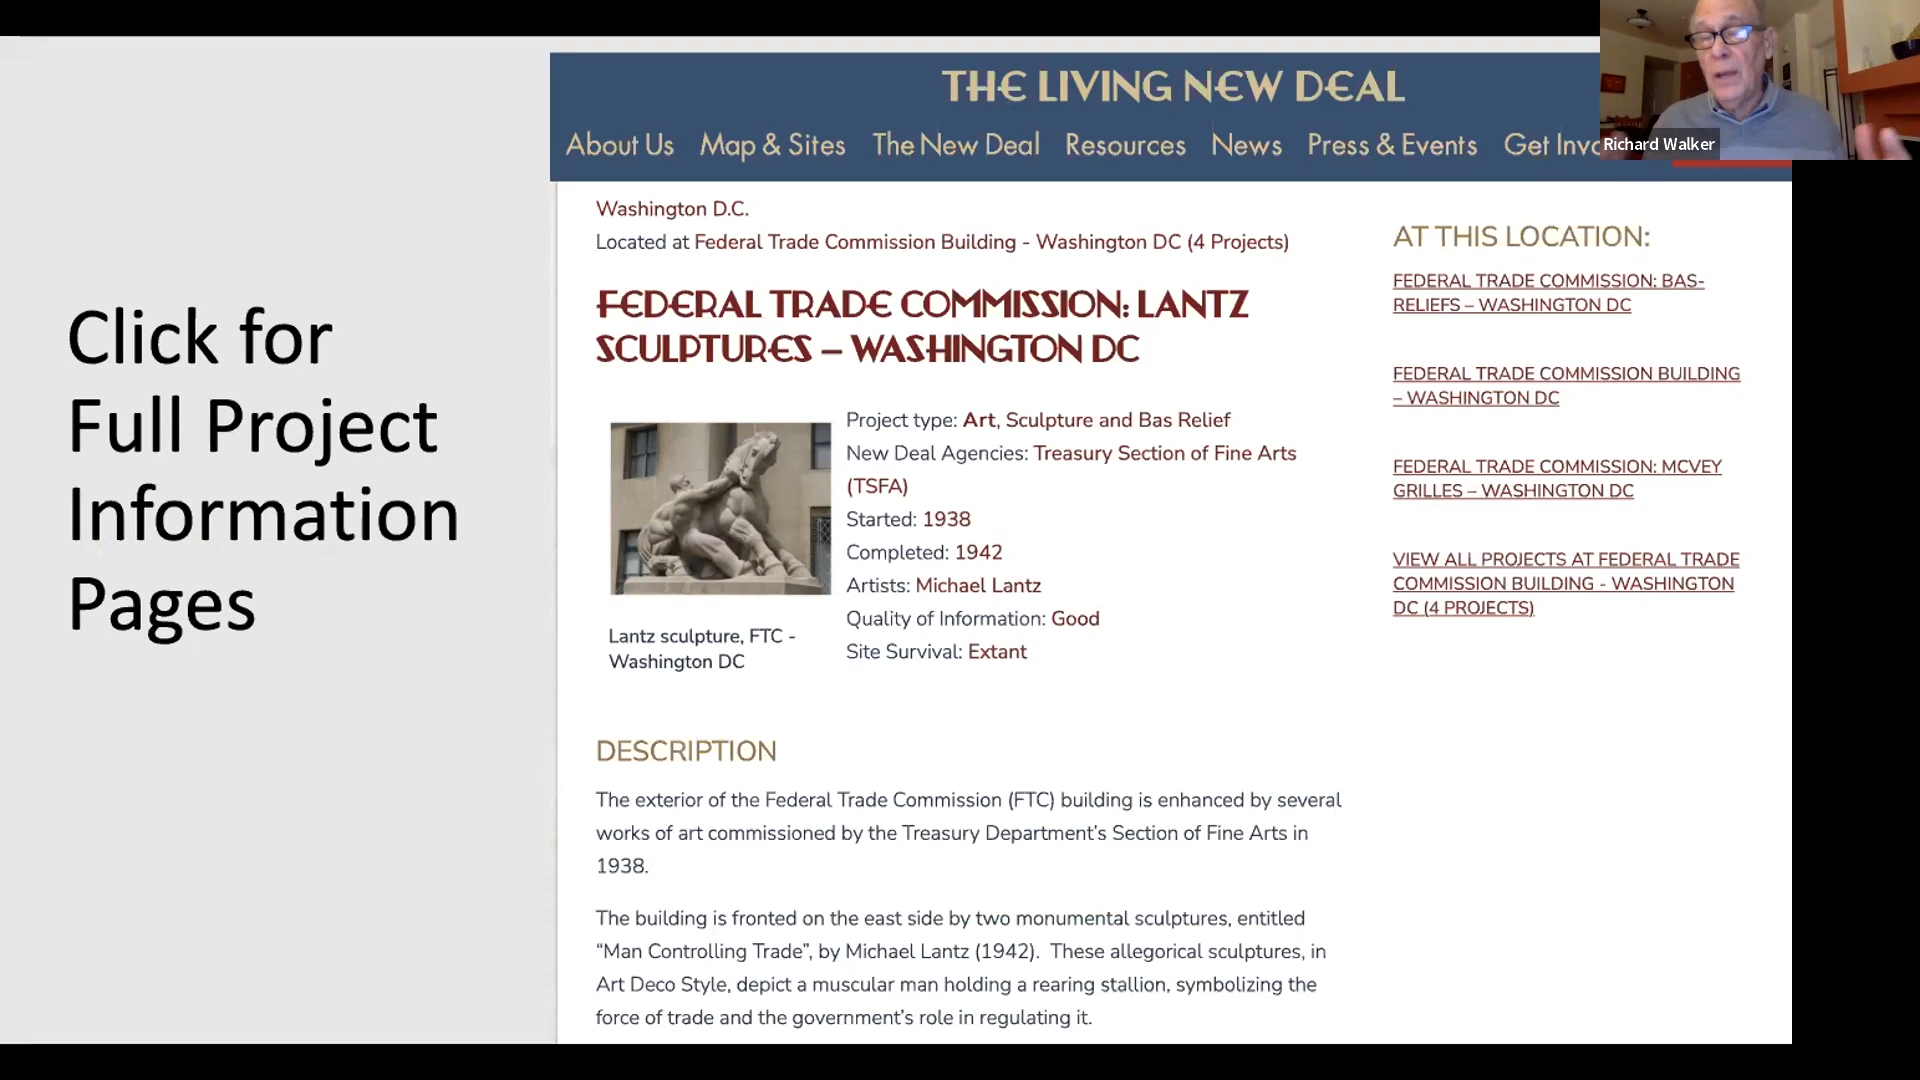 Click for
Full Project
Information
Pages
THE LIVING NEW DEAL
About Us Map & Sites The New Deal Resources News Press & Events Get Invo
Richard Walker
Washington D.C.
Located at Federal Trade Commission Building - Washington DC (4 Projects)
FEDERAL TRADE COMMISSION: LANTZ
SCULPTURES – WASHINGTON DC
Lantz sculpture, FTC -
Washington DC
Project type: Art, Sculpture and Bas Relief
New Deal Agencies: Treasury Section of Fine Arts
(TSFA)
Started: 1938
Completed: 1942
Artists: Michael Lantz
Quality of Information: Good
Site Survival: Extant
DESCRIPTION
The exterior of the Federal Trade Commission (FTC) building is enhanced by several
works of art commissioned by the Treasury Department’s Section of Fine Arts in
1938.
The building is fronted on the east side by two monumental sculptures, entitled
“Man Controlling Trade”, by Michael Lantz (1942).  These allegorical sculptures, in
Art Deco Style, depict a muscular man holding a rearing stallion, symbolizing the
force of trade and the government’s role in regulating it.
AT THIS LOCATION:
FEDERAL TRADE COMMISSION: BAS-
RELIEFS – WASHINGTON DC
FEDERAL TRADE COMMISSION BUILDING
– WASHINGTON DC
FEDERAL TRADE COMMISSION: MCVEY
GRILLES – WASHINGTON DC
VIEW ALL PROJECTS AT FEDERAL TRADE
COMMISSION BUILDING - WASHINGTON
DC (4 PROJECTS)